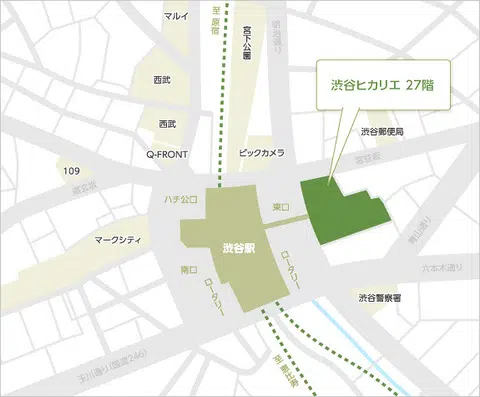 マルイ
至 原宿
宮下公園
明治通り
西武
渋谷ヒカリエ 27階
西武
渋谷郵便局
Q-FRONT
ビックカメラ
宮益坂
109
道玄坂
ハチ公口
東口
マークシティ
渋谷駅
青山通り
南口
ロータリー
ロータリー
六本木通り
渋谷警察署
玉川通り(国道246)
至 恵比寿